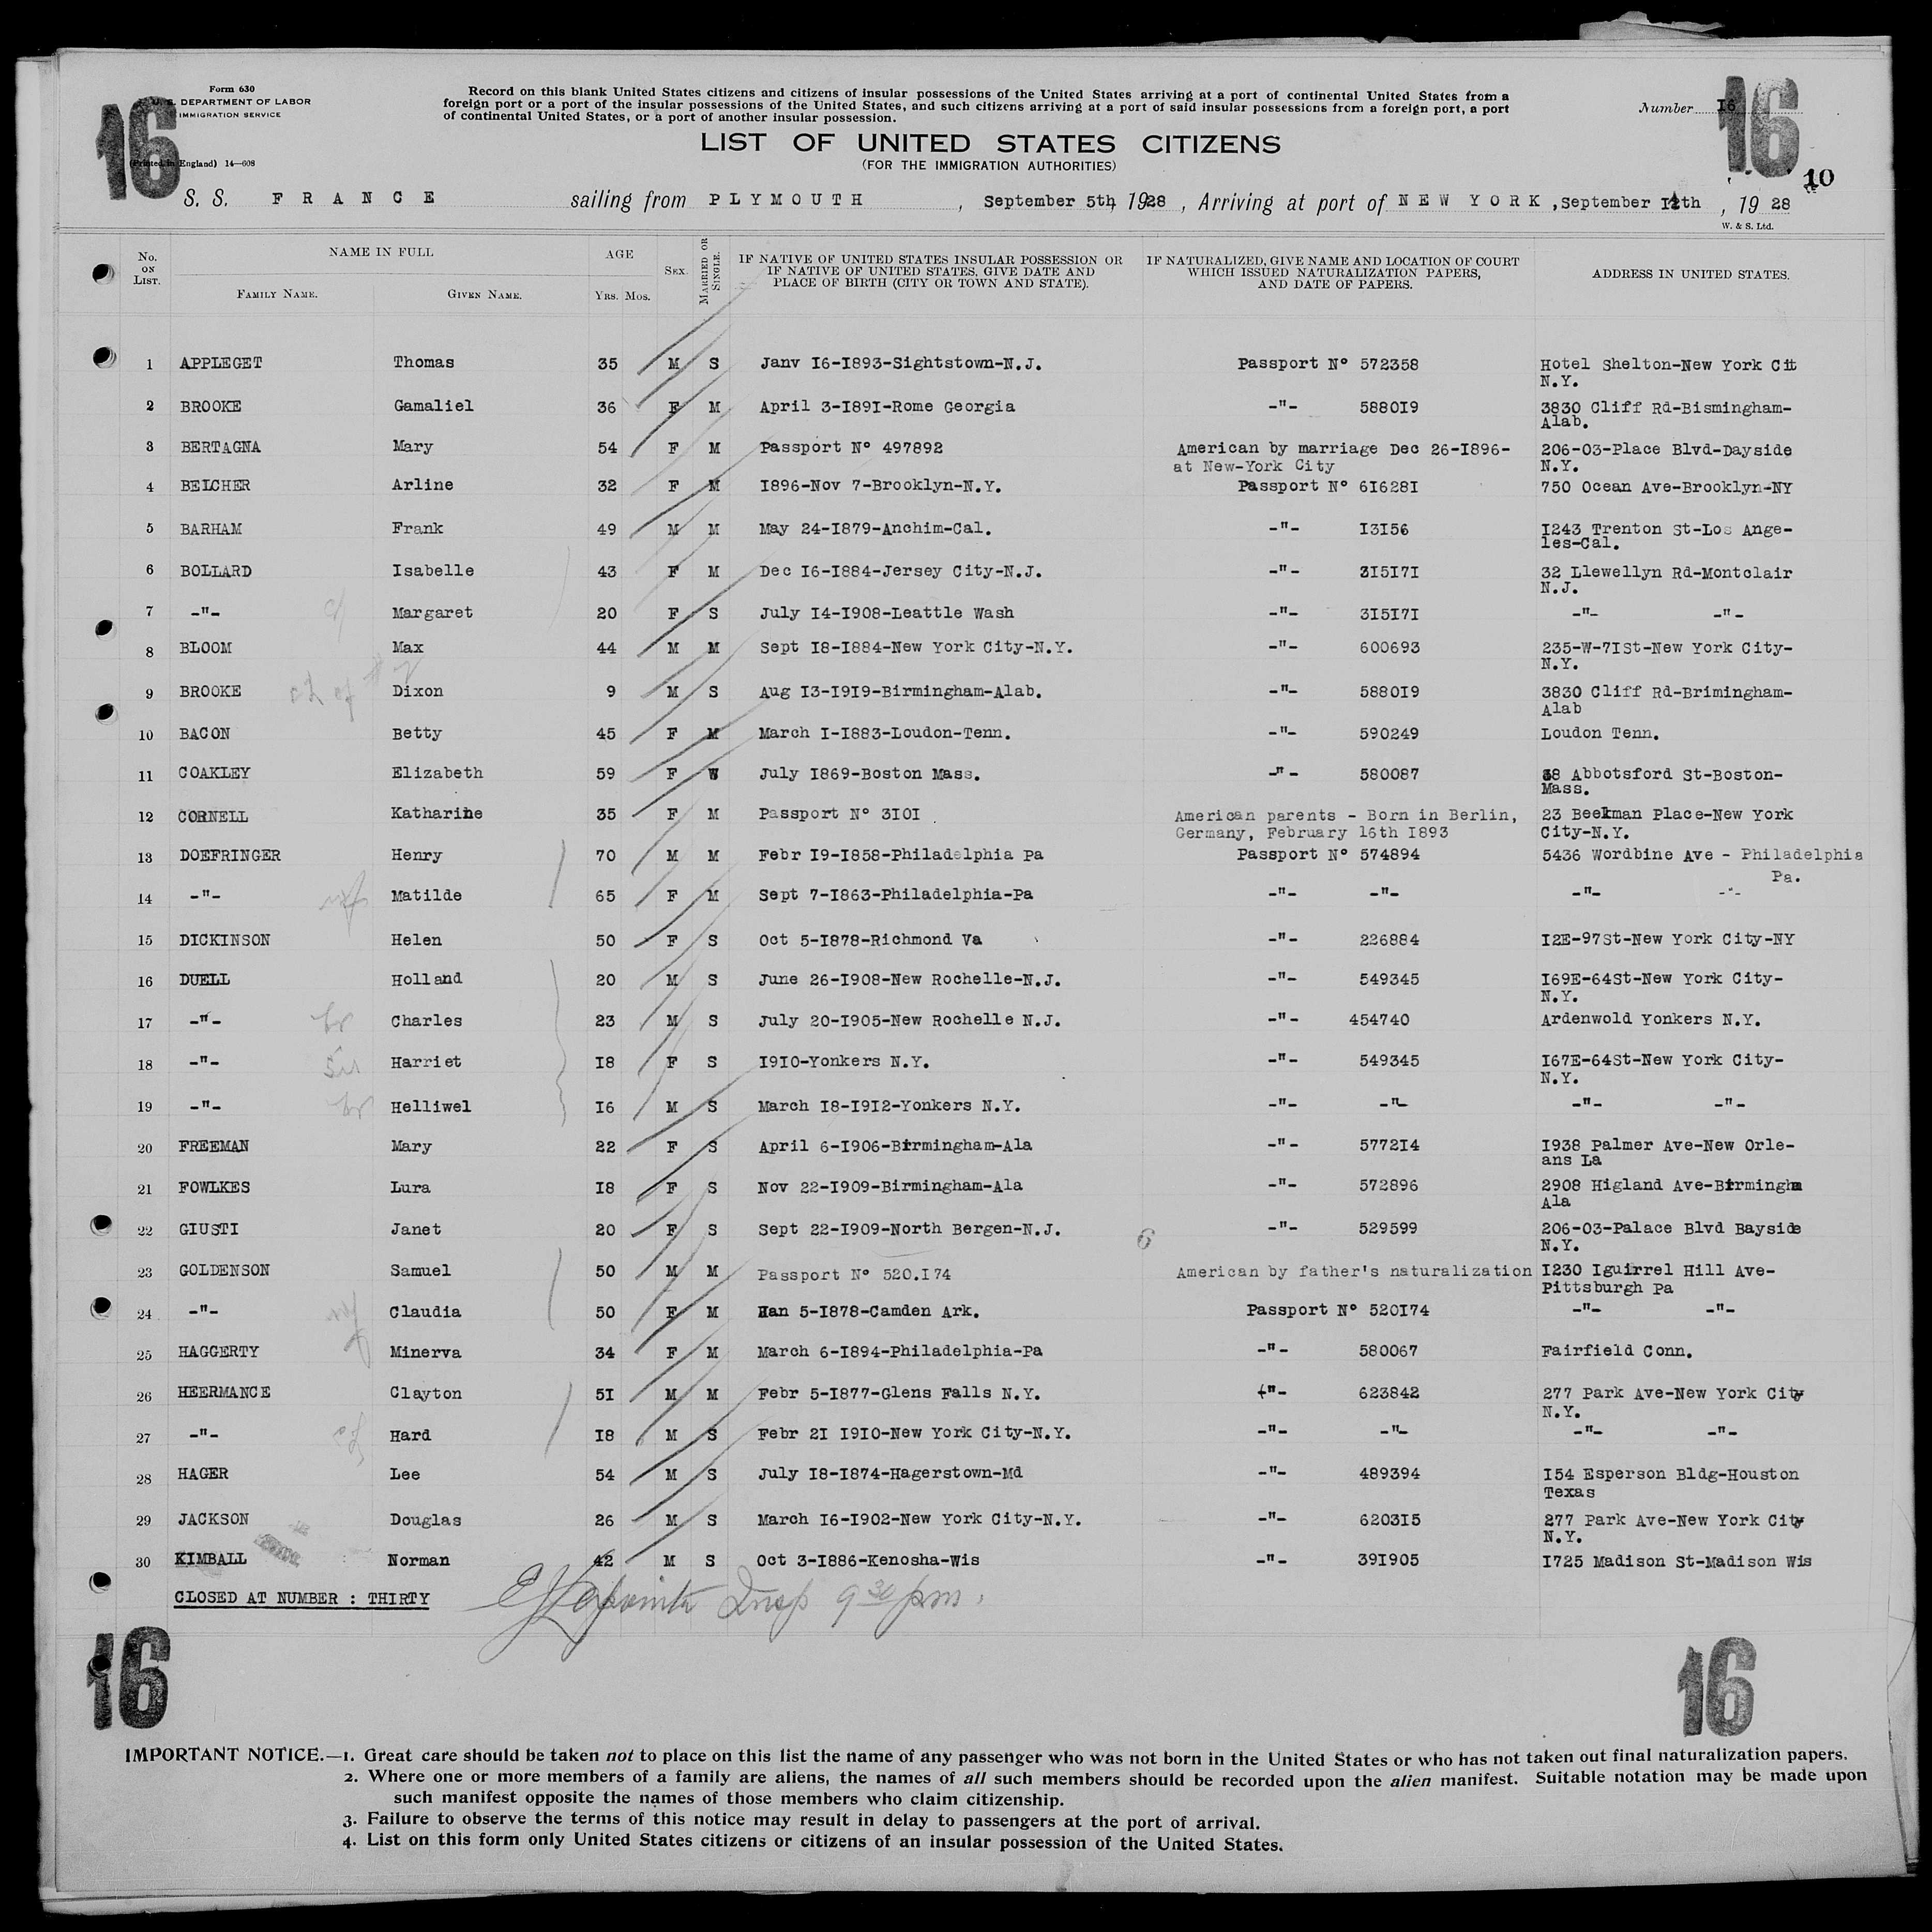 Form 630
U. S. DEPARTMENT OF LABOR
IMMIGRATION SERVICE
(Printed in England) 14—608
16
Record on this blank United States citizens and citizens of insular possessions of the United States arriving at a port of continental United States from a
foreign port or a port of the insular possessions of the United States, and such citizens arriving at a port of said insular possessions from a foreign port, a port
of continental United States, or a port of another insular possession.
Number 16
16
10
LIST OF UNITED STATES CITIZENS
(FOR THE IMMIGRATION AUTHORITIES)
S. S. FRANCE sailing from PLYMOUTH, September 5th, 1928, Arriving at port of NEW YORK, September th, 1928
W. & S. Ltd.
No. ON LIST. NAME IN FULL FAMILY NAME. GIVEN NAME. AGE YRS. MOS. SEX. MARRIED OR SINGLE. IF NATIVE OF UNITED STATES INSULAR POSSESSION OR IF NATIVE OF UNITED STATES, GIVE DATE AND PLACE OF BIRTH (CITY OR TOWN AND STATE). IF NATURALIZED, GIVE NAME AND LOCATION OF COURT WHICH ISSUED NATURALIZATION PAPERS, AND DATE OF PAPERS. ADDRESS IN UNITED STATES.
1 APPLEGET Thomas 35 M S Janv 16-1893-Sightstown-N.J. Passport N° 572358 Hotel Shelton-New York Cit
N.Y.
2 BROOKE Gamaliel 36 F M April 3-1891-Rome Georgia -"- 588019 3830 Cliff Rd-Bismingham-
Alab.
3 BERTAGNA Mary 54 F M Passport N° 497892 American by marriage Dec 26-1896- 206-03-Place Blvd-Dayside
at New-York City N.Y.
4 BELCHER Arline 32 F M 1896-Nov 7-Brooklyn-N.Y. Passport N° 616281 750 Ocean Ave-Brooklyn-NY
5 BARHAM Frank 49 M M May 24-1879-Anchim-Cal. -"- 13156 1243 Trenton St-Los Ange-
les-Cal.
6 BOLLARD Isabelle 43 F M Dec 16-1884-Jersey City-N.J. -"- 315171 32 Llewellyn Rd-Montclair
N.J.
7 -"- Margaret 20 F S July 14-1908-Leattle Wash -"- 315171 -"- -"-
8 BLOOM Max 44 M M Sept 18-1884-New York City-N.Y. -"- 600693 235-W-71St-New York City-
N.Y.
9 BROOKE ch of #2 Dixon 9 M S Aug 13-1919-Birmingham-Alab. -"- 588019 3830 Cliff Rd-Brimingham-
Alab
10 BACON Betty 45 F M March 1-1883-Loudon-Tenn. -"- 590249 Loudon Tenn.
11 COAKLEY Elizabeth 59 F W July 1869-Boston Mass. -"- 580087 38 Abbotsford St-Boston-
Mass.
12 CORNELL Katharine 35 F M Passport N° 3101 American parents - Born in Berlin, 23 Beekman Place-New York
Germany, February 16th 1893 City-N.Y.
13 DOEFRINGER Henry 70 M M Febr 19-1858-Philadelphia Pa Passport N° 574894 5436 Wordbine Ave - Philadelphia
Pa.
14 -"- wf Matilde 65 F M Sept 7-1863-Philadelphia-Pa -"- -"- -"- -"-
15 DICKINSON Helen 50 F S Oct 5-1878-Richmond Va -"- 226884 12E-97St-New York City-NY
16 DUELL Holland 20 M S June 26-1908-New Rochelle-N.J. -"- 549345 169E-64St-New York City-
N.Y.
17 -"- br Charles 23 M S July 20-1905-New Rochelle N.J. -"- 454740 Ardenwold Yonkers N.Y.
18 -"- sis Harriet 18 F S 1910-Yonkers N.Y. -"- 549345 167E-64St-New York City-
N.Y.
19 -"- br Helliwel 16 M S March 18-1912-Yonkers N.Y. -"- -"- -"- -"-
20 FREEMAN Mary 22 F S April 6-1906-Birmingham-Ala -"- 577214 1938 Palmer Ave-New Orle-
ans La
21 FOWLKES Lura 18 F S Nov 22-1909-Birmingham-Ala -"- 572896 2908 Higland Ave-Birmingha
Ala
22 GIUSTI Janet 20 F S Sept 22-1909-North Bergen-N.J. 6 -"- 529599 206-03-Palace Blvd Bayside
N.Y.
23 GOLDENSON Samuel 50 M M Passport N° 520.174 American by father's naturalization 1230 Iguirrel Hill Ave-
Pittsburgh Pa
24 -"- wf Claudia 50 F M Han 5-1878-Camden Ark. Passport N° 520174 -"- -"-
25 HAGGERTY Minerva 34 F M March 6-1894-Philadelphia-Pa -"- 580067 Fairfield Conn.
26 HEERMANCE Clayton 51 M M Febr 5-1877-Glens Falls N.Y. -"- 623842 277 Park Ave-New York City
N.Y.
27 -"- Hard 18 M S Febr 21 1910-New York City-N.Y. -"- -"- -"- -"-
28 HAGER Lee 54 M S July 18-1874-Hagerstown-Md -"- 489394 154 Esperson Bldg-Houston
Texas
29 JACKSON Douglas 26 M S March 16-1902-New York City-N.Y. -"- 620315 277 Park Ave-New York City
N.Y.
30 KIMBALL Norman 42 M S Oct 3-1886-Kenosha-Wis -"- 391905 1725 Madison St-Madison Wis
CLOSED AT NUMBER : THIRTY Insp 9 30 pm.
16
16
IMPORTANT NOTICE.—1. Great care should be taken not to place on this list the name of any passenger who was not born in the United States or who has not taken out final naturalization papers.
2. Where one or more members of a family are aliens, the names of all such members should be recorded upon the alien manifest. Suitable notation may be made upon
such manifest opposite the names of those members who claim citizenship.
3. Failure to observe the terms of this notice may result in delay to passengers at the port of arrival.
4. List on this form only United States citizens or citizens of an insular possession of the United States.